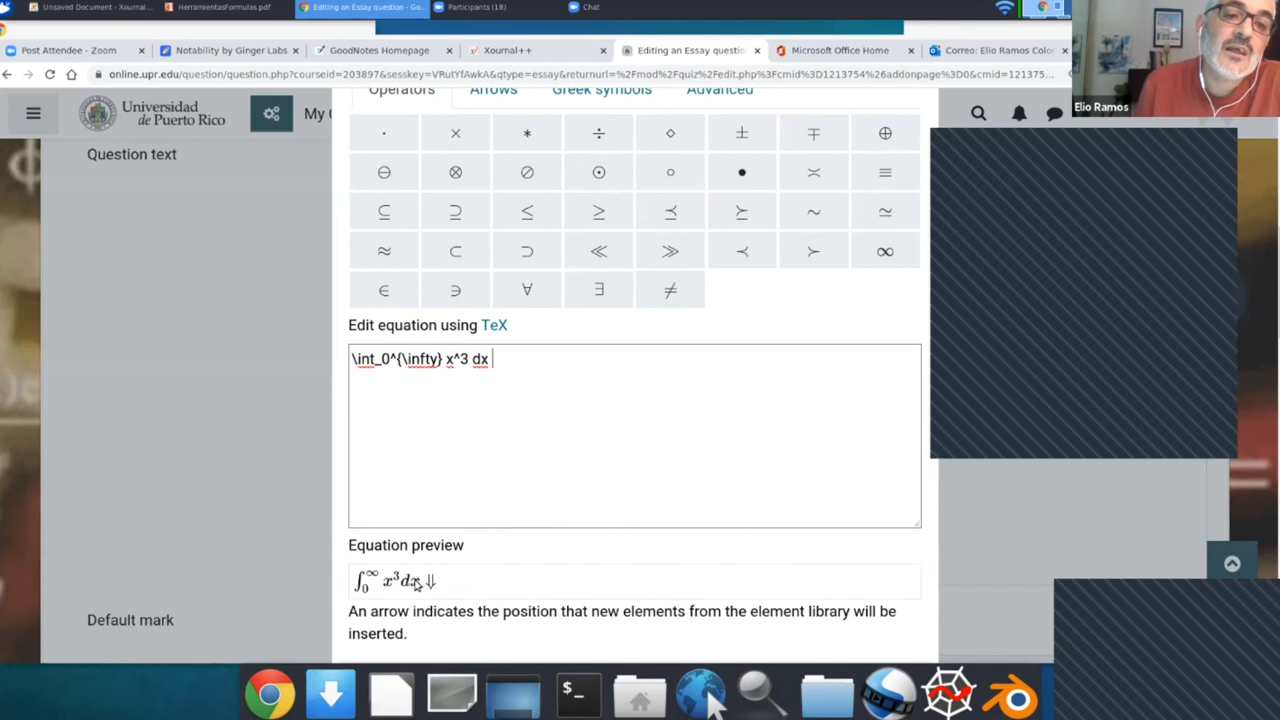 Unsaved Document - Xournal...
HerramientasFormulas.pdf
Editing an Essay question - Go...
Participants (18)
Chat
Post Attendee - Zoom
Notability by Ginger Labs
GoodNotes Homepage
Xournal++
Editing an Essay questio
Microsoft Office Home
Correo: Elio Ramos Color
online.upr.edu/question/question.php?courseid=203897&sesskey=VRutYfAwkA&qtype=essay&returnurl=%2Fmod%2Fquiz%2Fedit.php%3Fcmid%3D1213754%26addonpage%3D0&cmid=121375...
Elio Ramos
Universidad
de Puerto Rico
My C
Operators
Arrows
Greek symbols
Advanced
Question text
· × * ÷ ⋄ ± ∓ ⊕
⊖ ⊗ ⊘ ⊙ ∘ • ≍ ≡
⊆ ⊇ ≤ ≥ ⪯ ⪰ ∼ ≃
≈ ⊂ ⊃ ≪ ≫ ≺ ≻ ∞
∈ ∋ ∀ ∃ ≠
Edit equation using TeX
\int_0^{\infty} x^3 dx
Equation preview
∫₀^∞ x³dx ⇓
An arrow indicates the position that new elements from the element library will be
inserted.
Default mark
$_